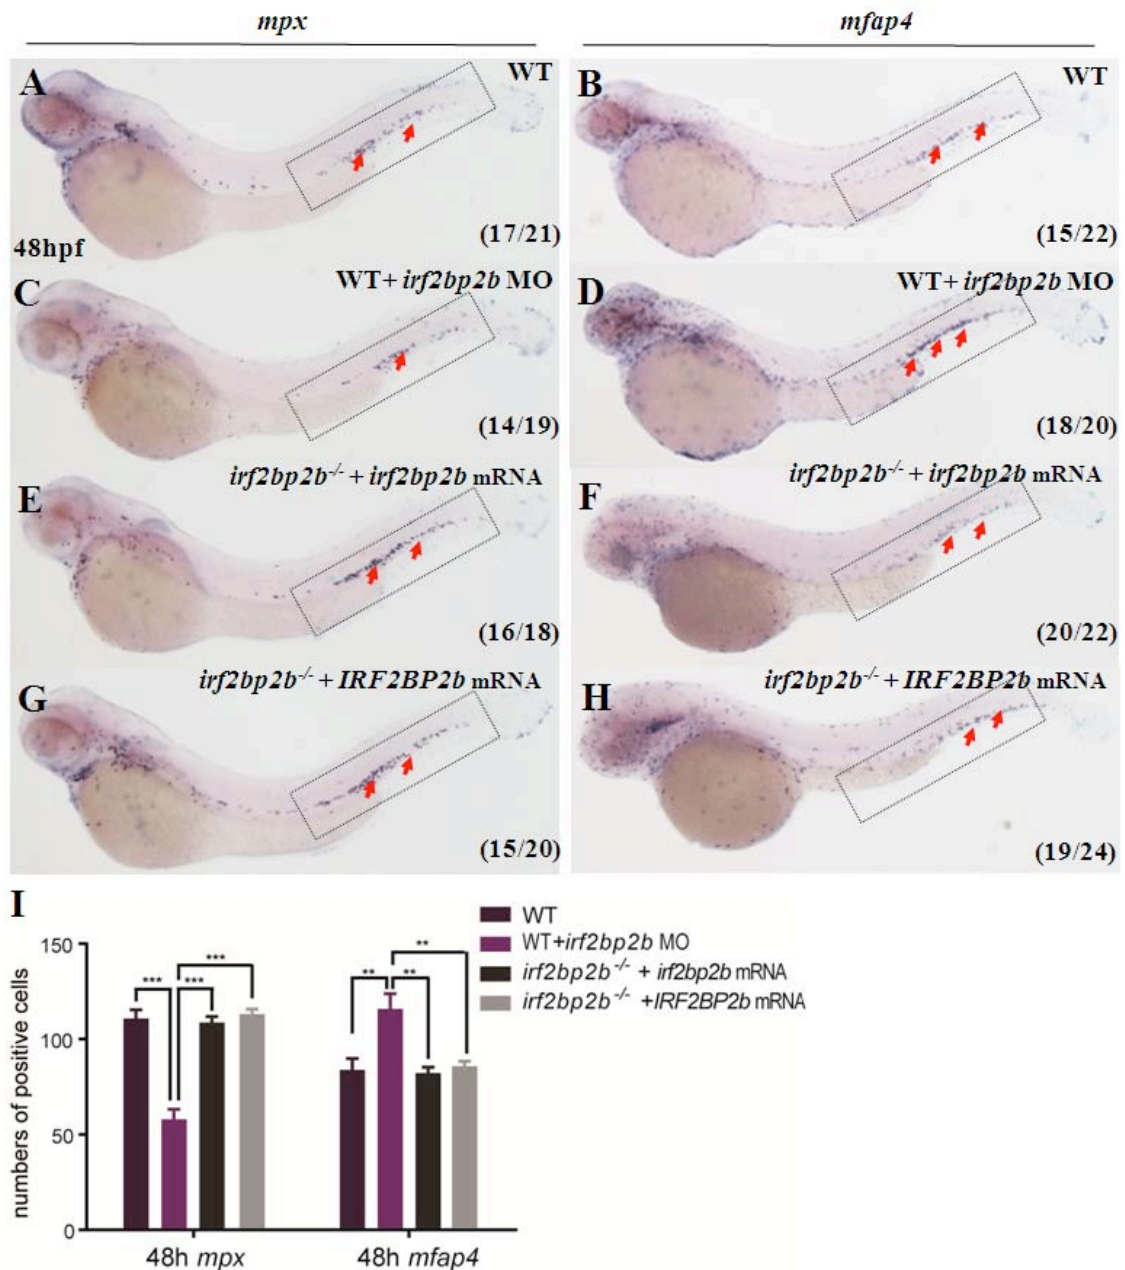 mpx mfap4
A WT B WT
(17/21) (15/22)
48hpf
C WT + irf2bp2b MO D WT + irf2bp2b MO
(14/19) (18/20)
E irf2bp2b-/- + irf2bp2b mRNA F irf2bp2b-/- + irf2bp2b mRNA
(16/18) (20/22)
G irf2bp2b-/- + IRF2BP2b mRNA H irf2bp2b-/- + IRF2BP2b mRNA
(15/20) (19/24)
I
WT
WT+irf2bp2b MO
irf2bp2b-/- + irf2bp2b mRNA
irf2bp2b-/- +IRF2BP2b mRNA
numbers of positive cells
150
100
50
0
*** *** ***
** ** **
48h mpx 48h mfap4